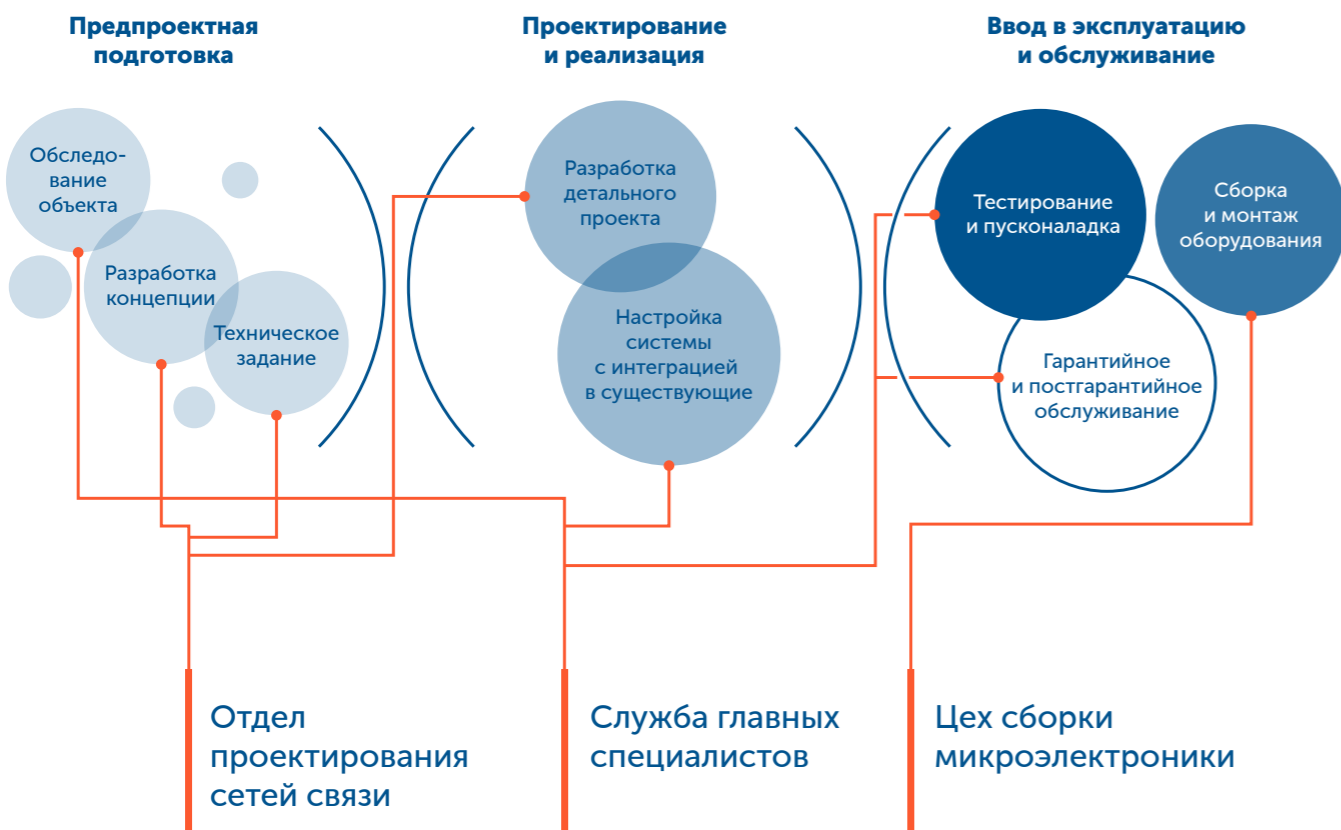 Предпроектная
подготовка
Проектирование
и реализация
Ввод в эксплуатацию
и обслуживание
Обследо-
вание
объекта
Разработка
концепции
Техническое
задание
Разработка
детального
проекта
Настройка
системы
с интеграцией
в существующие
Тестирование
и пусконаладка
Сборка
и монтаж
оборудования
Гарантийное
и постгарантийное
обслуживание
Отдел
проектирования
сетей связи
Служба главных
специалистов
Цех сборки
микроэлектроники